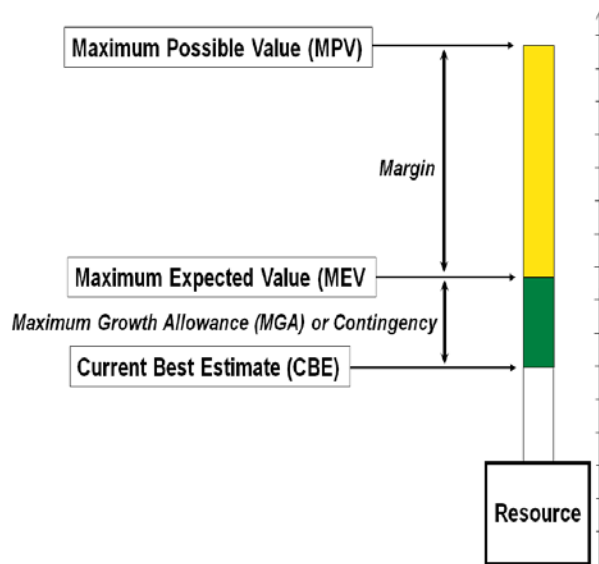 Maximum Possible Value (MPV)
Margin
Maximum Expected Value (MEV
Maximum Growth Allowance (MGA) or Contingency
Current Best Estimate (CBE)
Resource